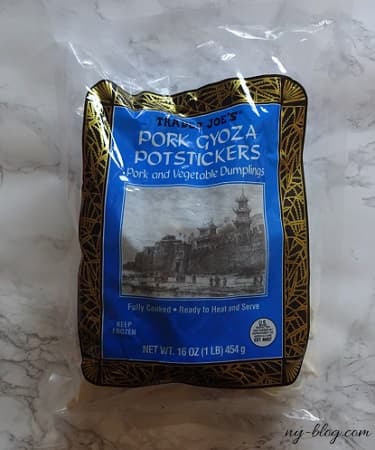 TRADER JOE'S
PORK GYOZA
POTSTICKERS
Pork and Vegetable Dumplings
Fully Cooked • Ready to Heat and Serve
KEEP
FROZEN
U.S.
NET WT. 16 OZ (1 LB) 454 g
ny-blog.com